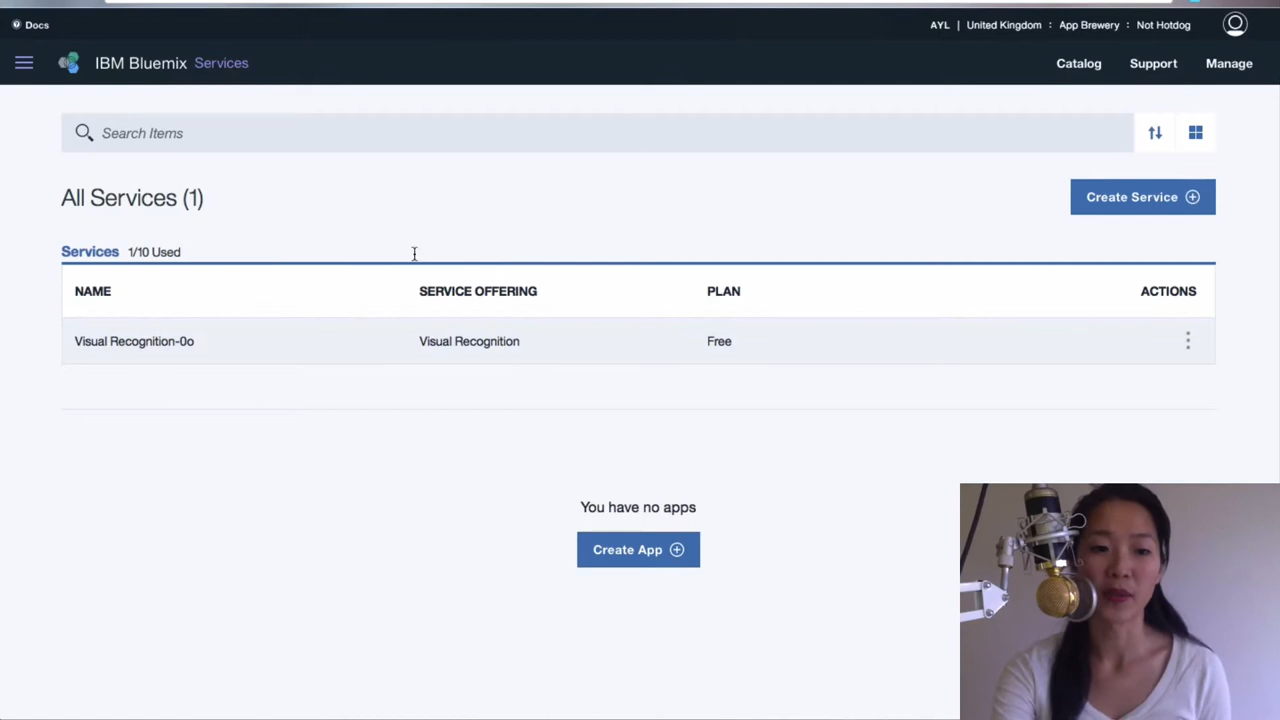 Docs
AYL | United Kingdom : App Brewery : Not Hotdog
IBM Bluemix Services
Catalog Support Manage
Search Items
All Services (1)
Create Service
Services 1/10 Used
NAME SERVICE OFFERING PLAN ACTIONS
Visual Recognition-0o Visual Recognition Free
You have no apps
Create App